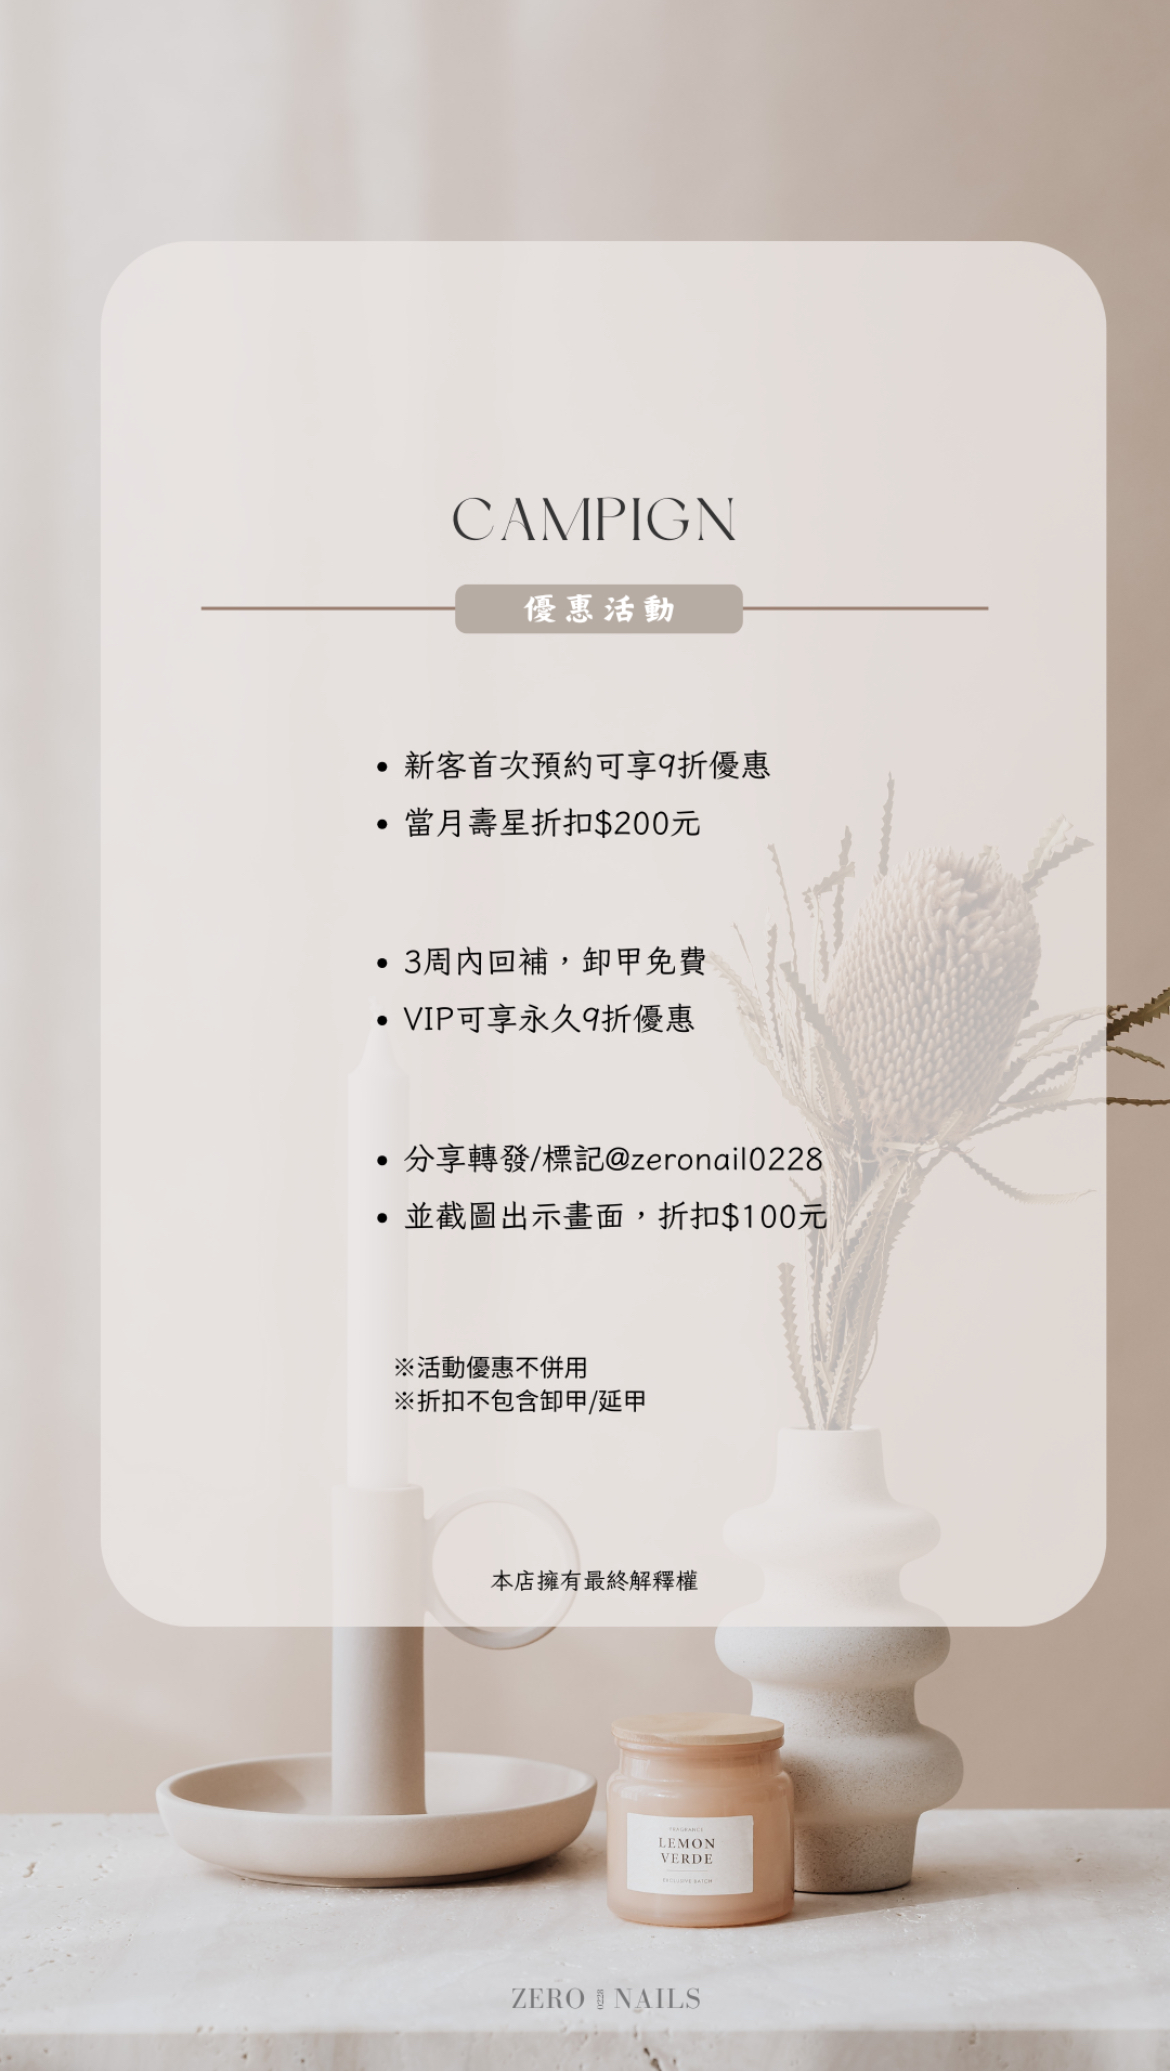 CAMPIGN
優惠活動
• 新客首次預約可享9折優惠
• 當月壽星折扣$200元
• 3周內回補，卸甲免費
• VIP可享永久9折優惠
• 分享轉發/標記@zeronail0228
• 並截圖出示畫面，折扣$100元
※活動優惠不併用
※折扣不包含卸甲/延甲
本店擁有最終解釋權
FRAGRANCE
LEMON
VERDE
EXCLUSIVE BATCH
ZERO 0228 NAILS